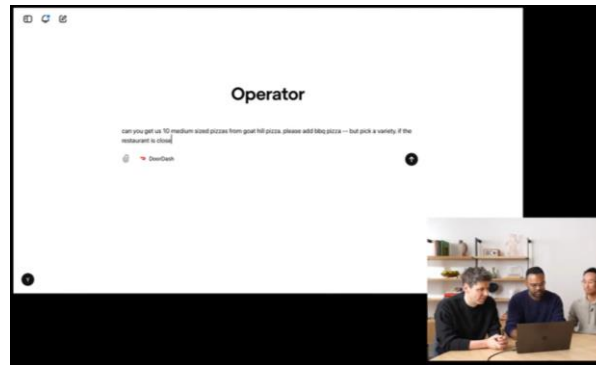 Operator
can you get us 10 medium sized pizzas from goat hill pizza. please add bbq pizza -- but pick a variety. if the
restaurant is close
DoorDash